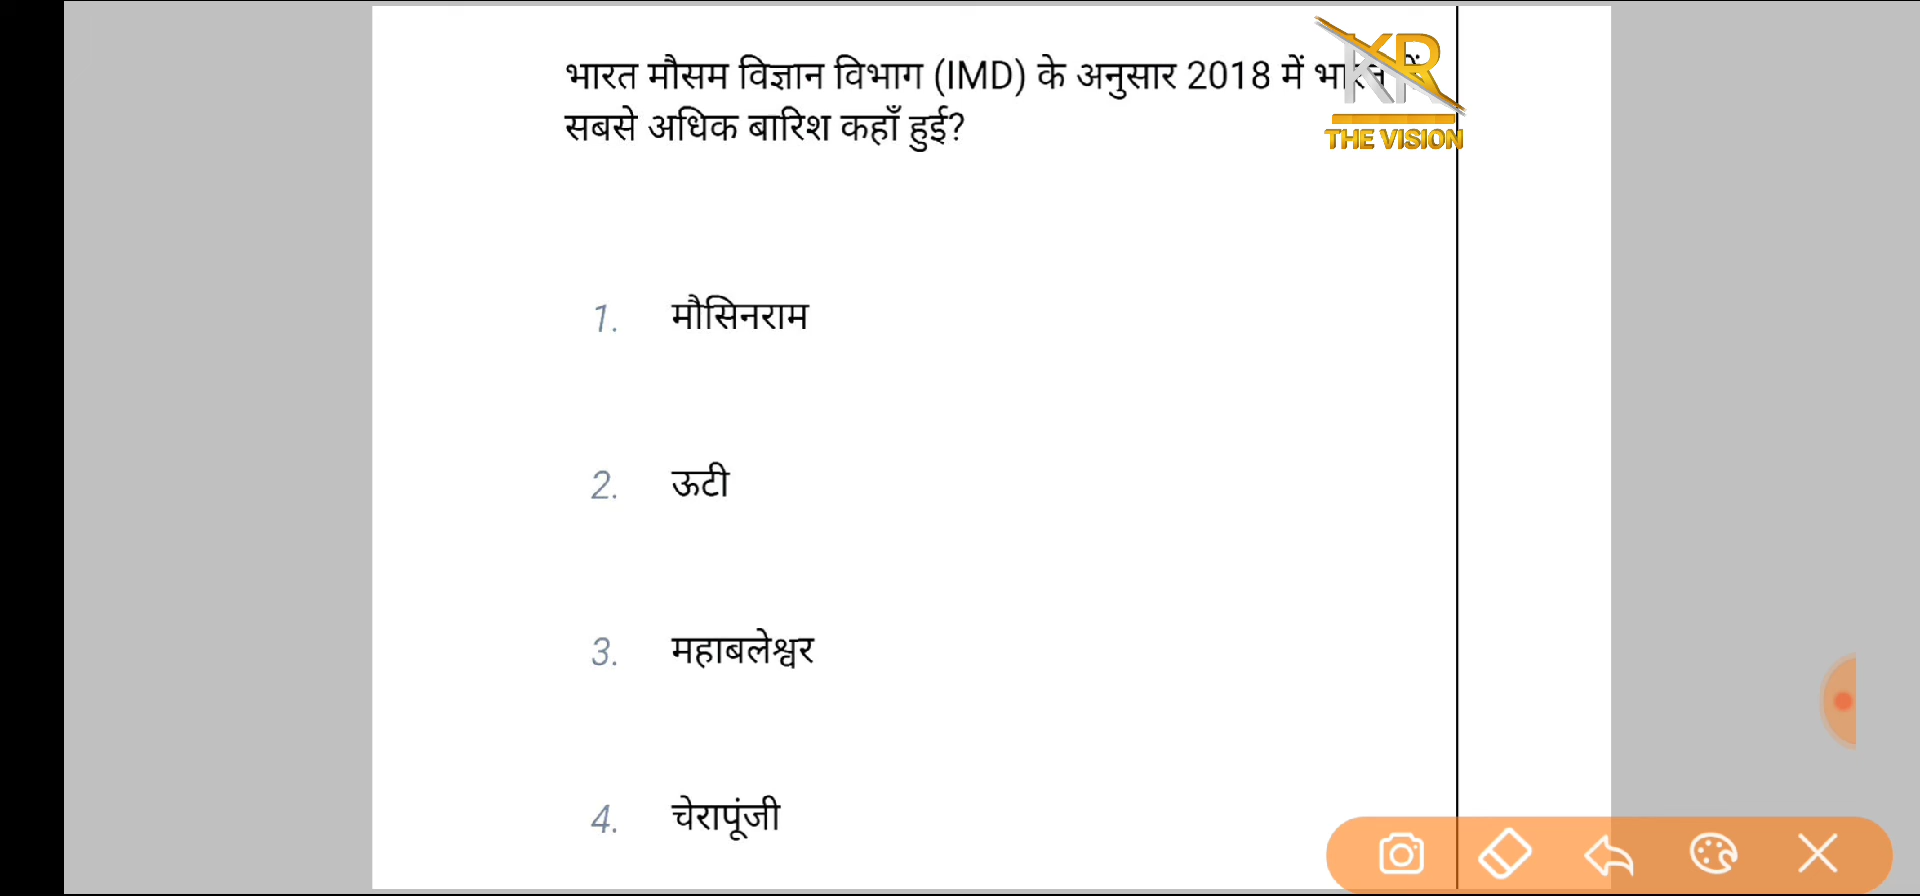 भारत मौसम विज्ञान विभाग (IMD) के अनुसार 2018 में
सबसे अधिक बारिश कहाँ हुई?
KR
THE VISION
1. मौसिनराम
2. ऊटी
3. महाबलेश्वर
4. चेरापूंजी